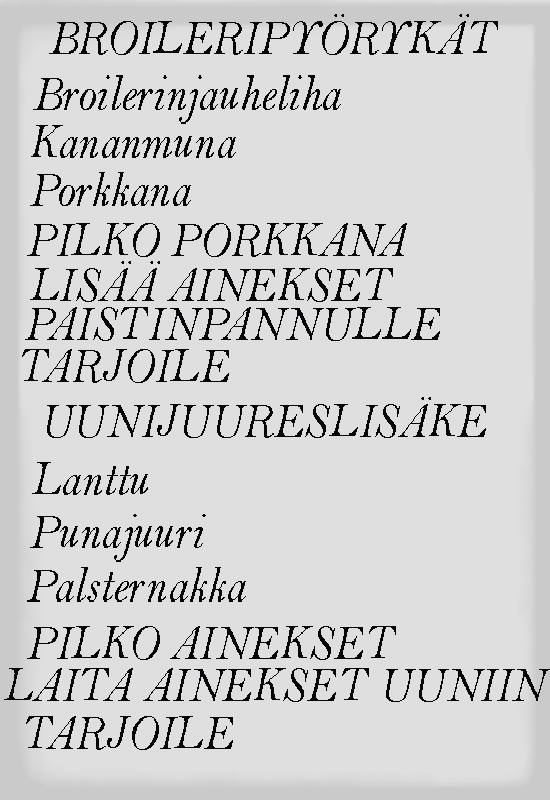 BROILERIPYÖRYKÄT
Broilerinjauheliha
Kananmuna
Porkkana
PILKO PORKKANA
LISÄÄ AINEKSET
PAISTINPANNULLE
TARJOILE
UUNIJUURESLISÄKE
Lanttu
Punajuuri
Palsternakka
PILKO AINEKSET
LAITA AINEKSET UUNIIN
TARJOILE